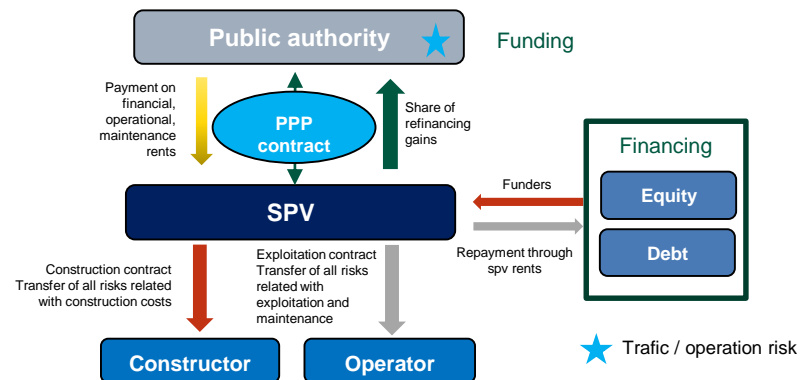 Public authority
Funding
Payment on
financial,
operational,
maintenance
rents
PPP
contract
Share of
refinancing
gains
Financing
Equity
Debt
Funders
SPV
Repayment through
spv rents
Construction contract
Transfer of all risks related
with construction costs
Exploitation contract
Transfer of all risks
related with
exploitation and
maintenance
Constructor
Operator
Trafic / operation risk